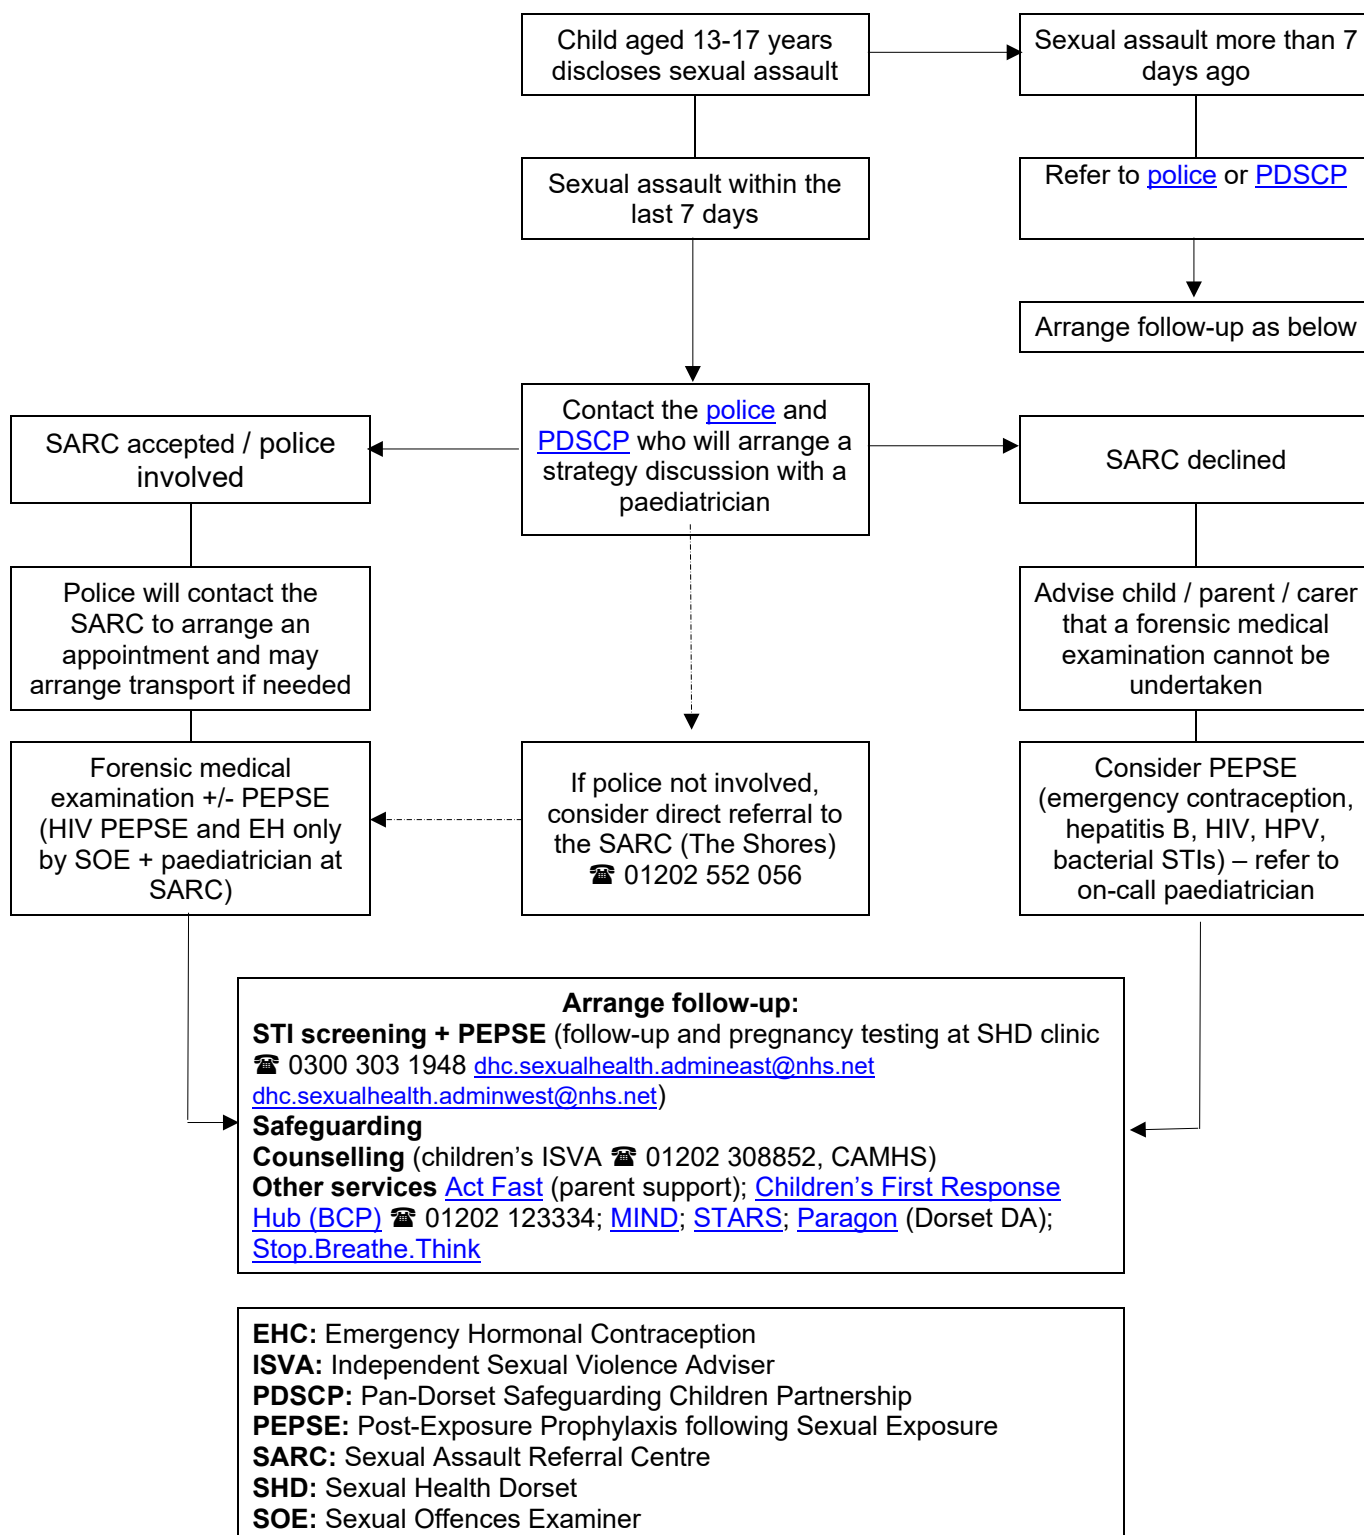 Child aged 13-17 years
discloses sexual assault
Sexual assault more than 7
days ago
Sexual assault within the
last 7 days
Refer to police or PDSCP
Arrange follow-up as below
Contact the police and
PDSCP who will arrange a
strategy discussion with a
paediatrician
SARC accepted / police
involved
SARC declined
Police will contact the
SARC to arrange an
appointment and may
arrange transport if needed
Advise child / parent / carer
that a forensic medical
examination cannot be
undertaken
Forensic medical
examination +/- PEPSE
(HIV PEPSE and EH only
by SOE + paediatrician at
SARC)
If police not involved,
consider direct referral to
the SARC (The Shores)
☎ 01202 552 056
Consider PEPSE
(emergency contraception,
hepatitis B, HIV, HPV,
bacterial STIs) – refer to
on-call paediatrician
Arrange follow-up:
STI screening + PEPSE (follow-up and pregnancy testing at SHD clinic
☎ 0300 303 1948 dhc.sexualhealth.admineast@nhs.net
dhc.sexualhealth.adminwest@nhs.net)
Safeguarding
Counselling (children’s ISVA ☎ 01202 308852, CAMHS)
Other services Act Fast (parent support); Children’s First Response
Hub (BCP) ☎ 01202 123334; MIND; STARS; Paragon (Dorset DA);
Stop.Breathe.Think
EHC: Emergency Hormonal Contraception
ISVA: Independent Sexual Violence Adviser
PDSCP: Pan-Dorset Safeguarding Children Partnership
PEPSE: Post-Exposure Prophylaxis following Sexual Exposure
SARC: Sexual Assault Referral Centre
SHD: Sexual Health Dorset
SOE: Sexual Offences Examiner